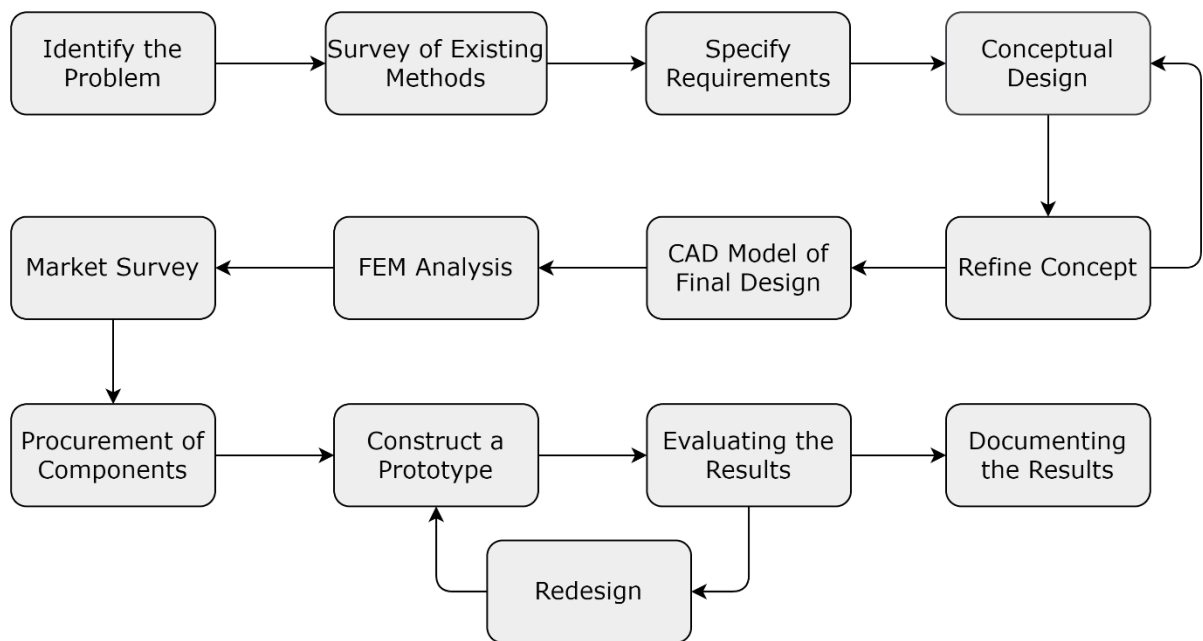 Identify the
Problem
Survey of Existing
Methods
Specify
Requirements
Conceptual
Design
Market Survey
FEM Analysis
CAD Model of
Final Design
Refine Concept
Procurement of
Components
Construct a
Prototype
Evaluating the
Results
Documenting
the Results
Redesign